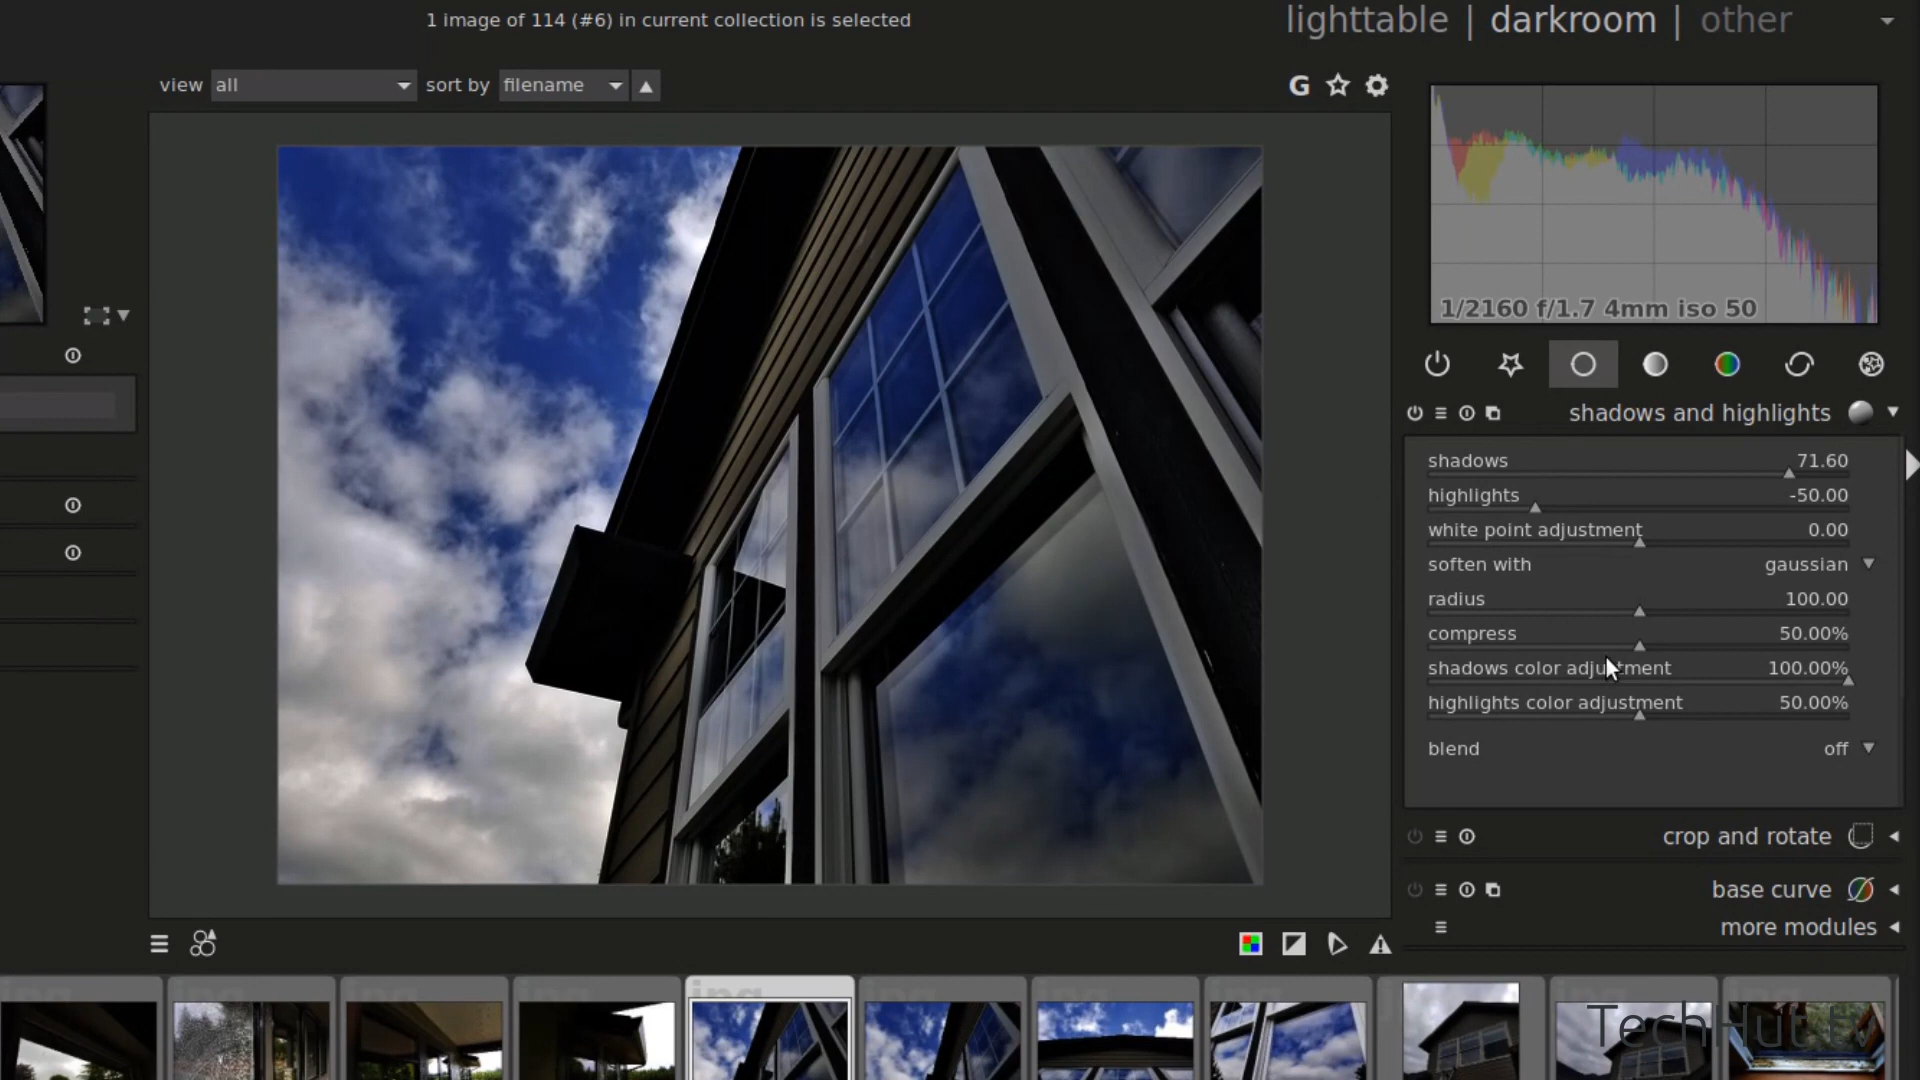 1 image of 114 (#6) in current collection is selected
lighttable | darkroom | other
view all sort by filename
G
1/2160 f/1.7 4mm iso 50
shadows and highlights
shadows 71.60
highlights -50.00
white point adjustment 0.00
soften with gaussian
radius 100.00
compress 50.00%
shadows color adjustment 100.00%
highlights color adjustment 50.00%
blend off
crop and rotate
base curve
more modules
jpg
TechHut.tv